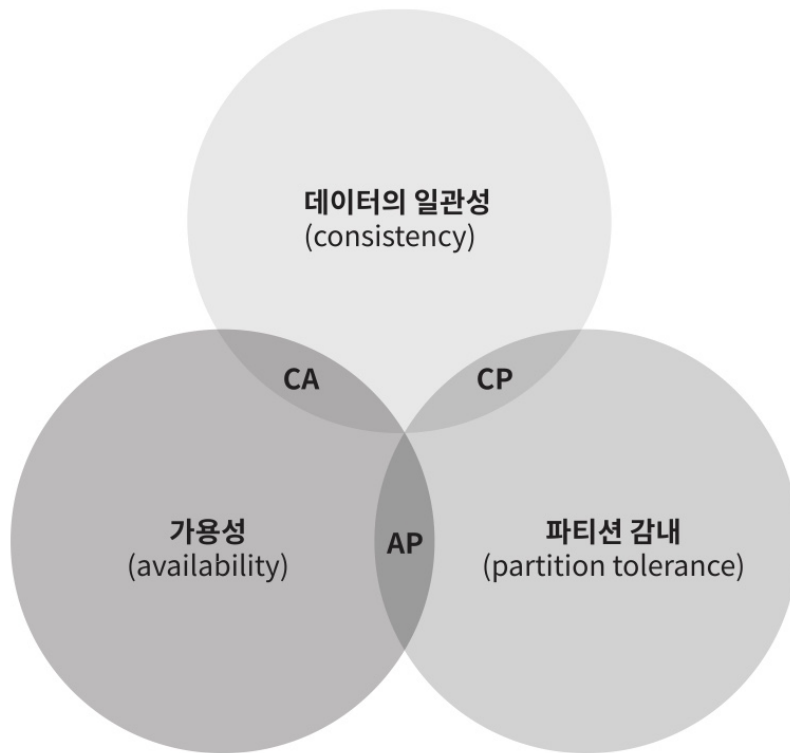 데이터의 일관성
(consistency)
CA
CP
가용성
(availability)
AP
파티션 감내
(partition tolerance)